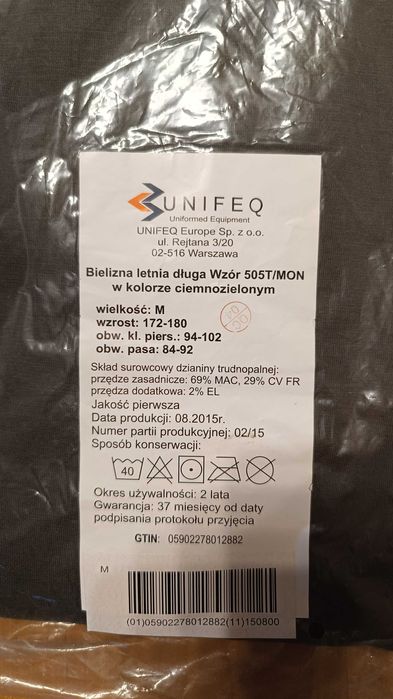 UNIFEQ
Uniformed Equipment
UNIFEQ Europe Sp. z o.o.
ul. Rejtana 3/20
02-516 Warszawa
Bielizna letnia długa Wzór 505T/MON
w kolorze ciemnozielonym
wielkość: M
wzrost: 172-180
obw. kl. piers.: 94-102
obw. pasa: 84-92
Skład surowcowy dzianiny trudnopalnej:
przędze zasadnicze: 69% MAC, 29% CV FR
przędza dodatkowa: 2% EL
Jakość pierwsza
Data produkcji: 08.2015r.
Numer partii produkcyjnej: 02/15
Sposób konserwacji:
40
Okres używalności: 2 lata
Gwarancja: 37 miesięcy od daty
podpisania protokołu przyjęcia
GTIN: 05902278012882
M
(01)05902278012882(11)150800